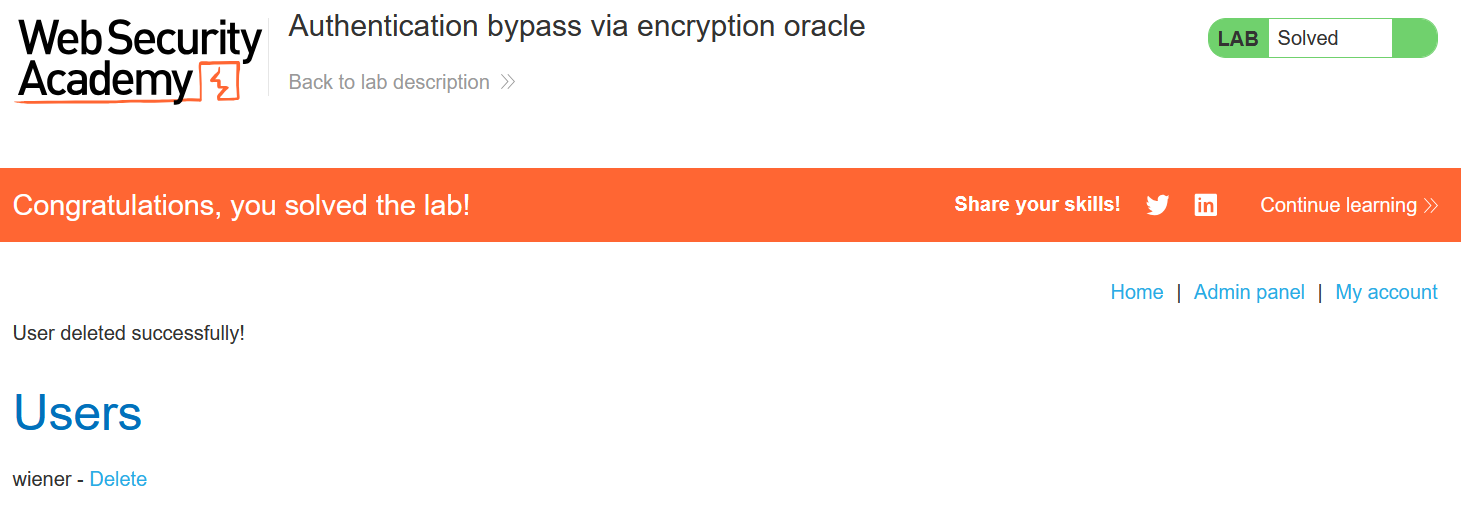 Web Security
Academy
Authentication bypass via encryption oracle
Back to lab description
LAB Solved
Congratulations, you solved the lab!
Share your skills!
in
Continue learning
Home | Admin panel | My account
User deleted successfully!
Users
wiener - Delete